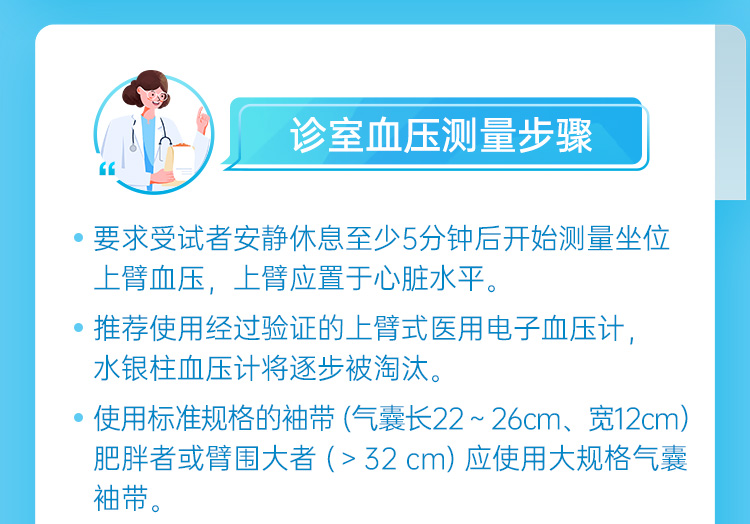 诊室血压测量步骤
• 要求受试者安静休息至少5分钟后开始测量坐位
上臂血压，上臂应置于心脏水平。
• 推荐使用经过验证的上臂式医用电子血压计，
水银柱血压计将逐步被淘汰。
• 使用标准规格的袖带 (气囊长22 ~ 26cm、宽12cm)
肥胖者或臂围大者 (> 32 cm) 应使用大规格气囊
袖带。